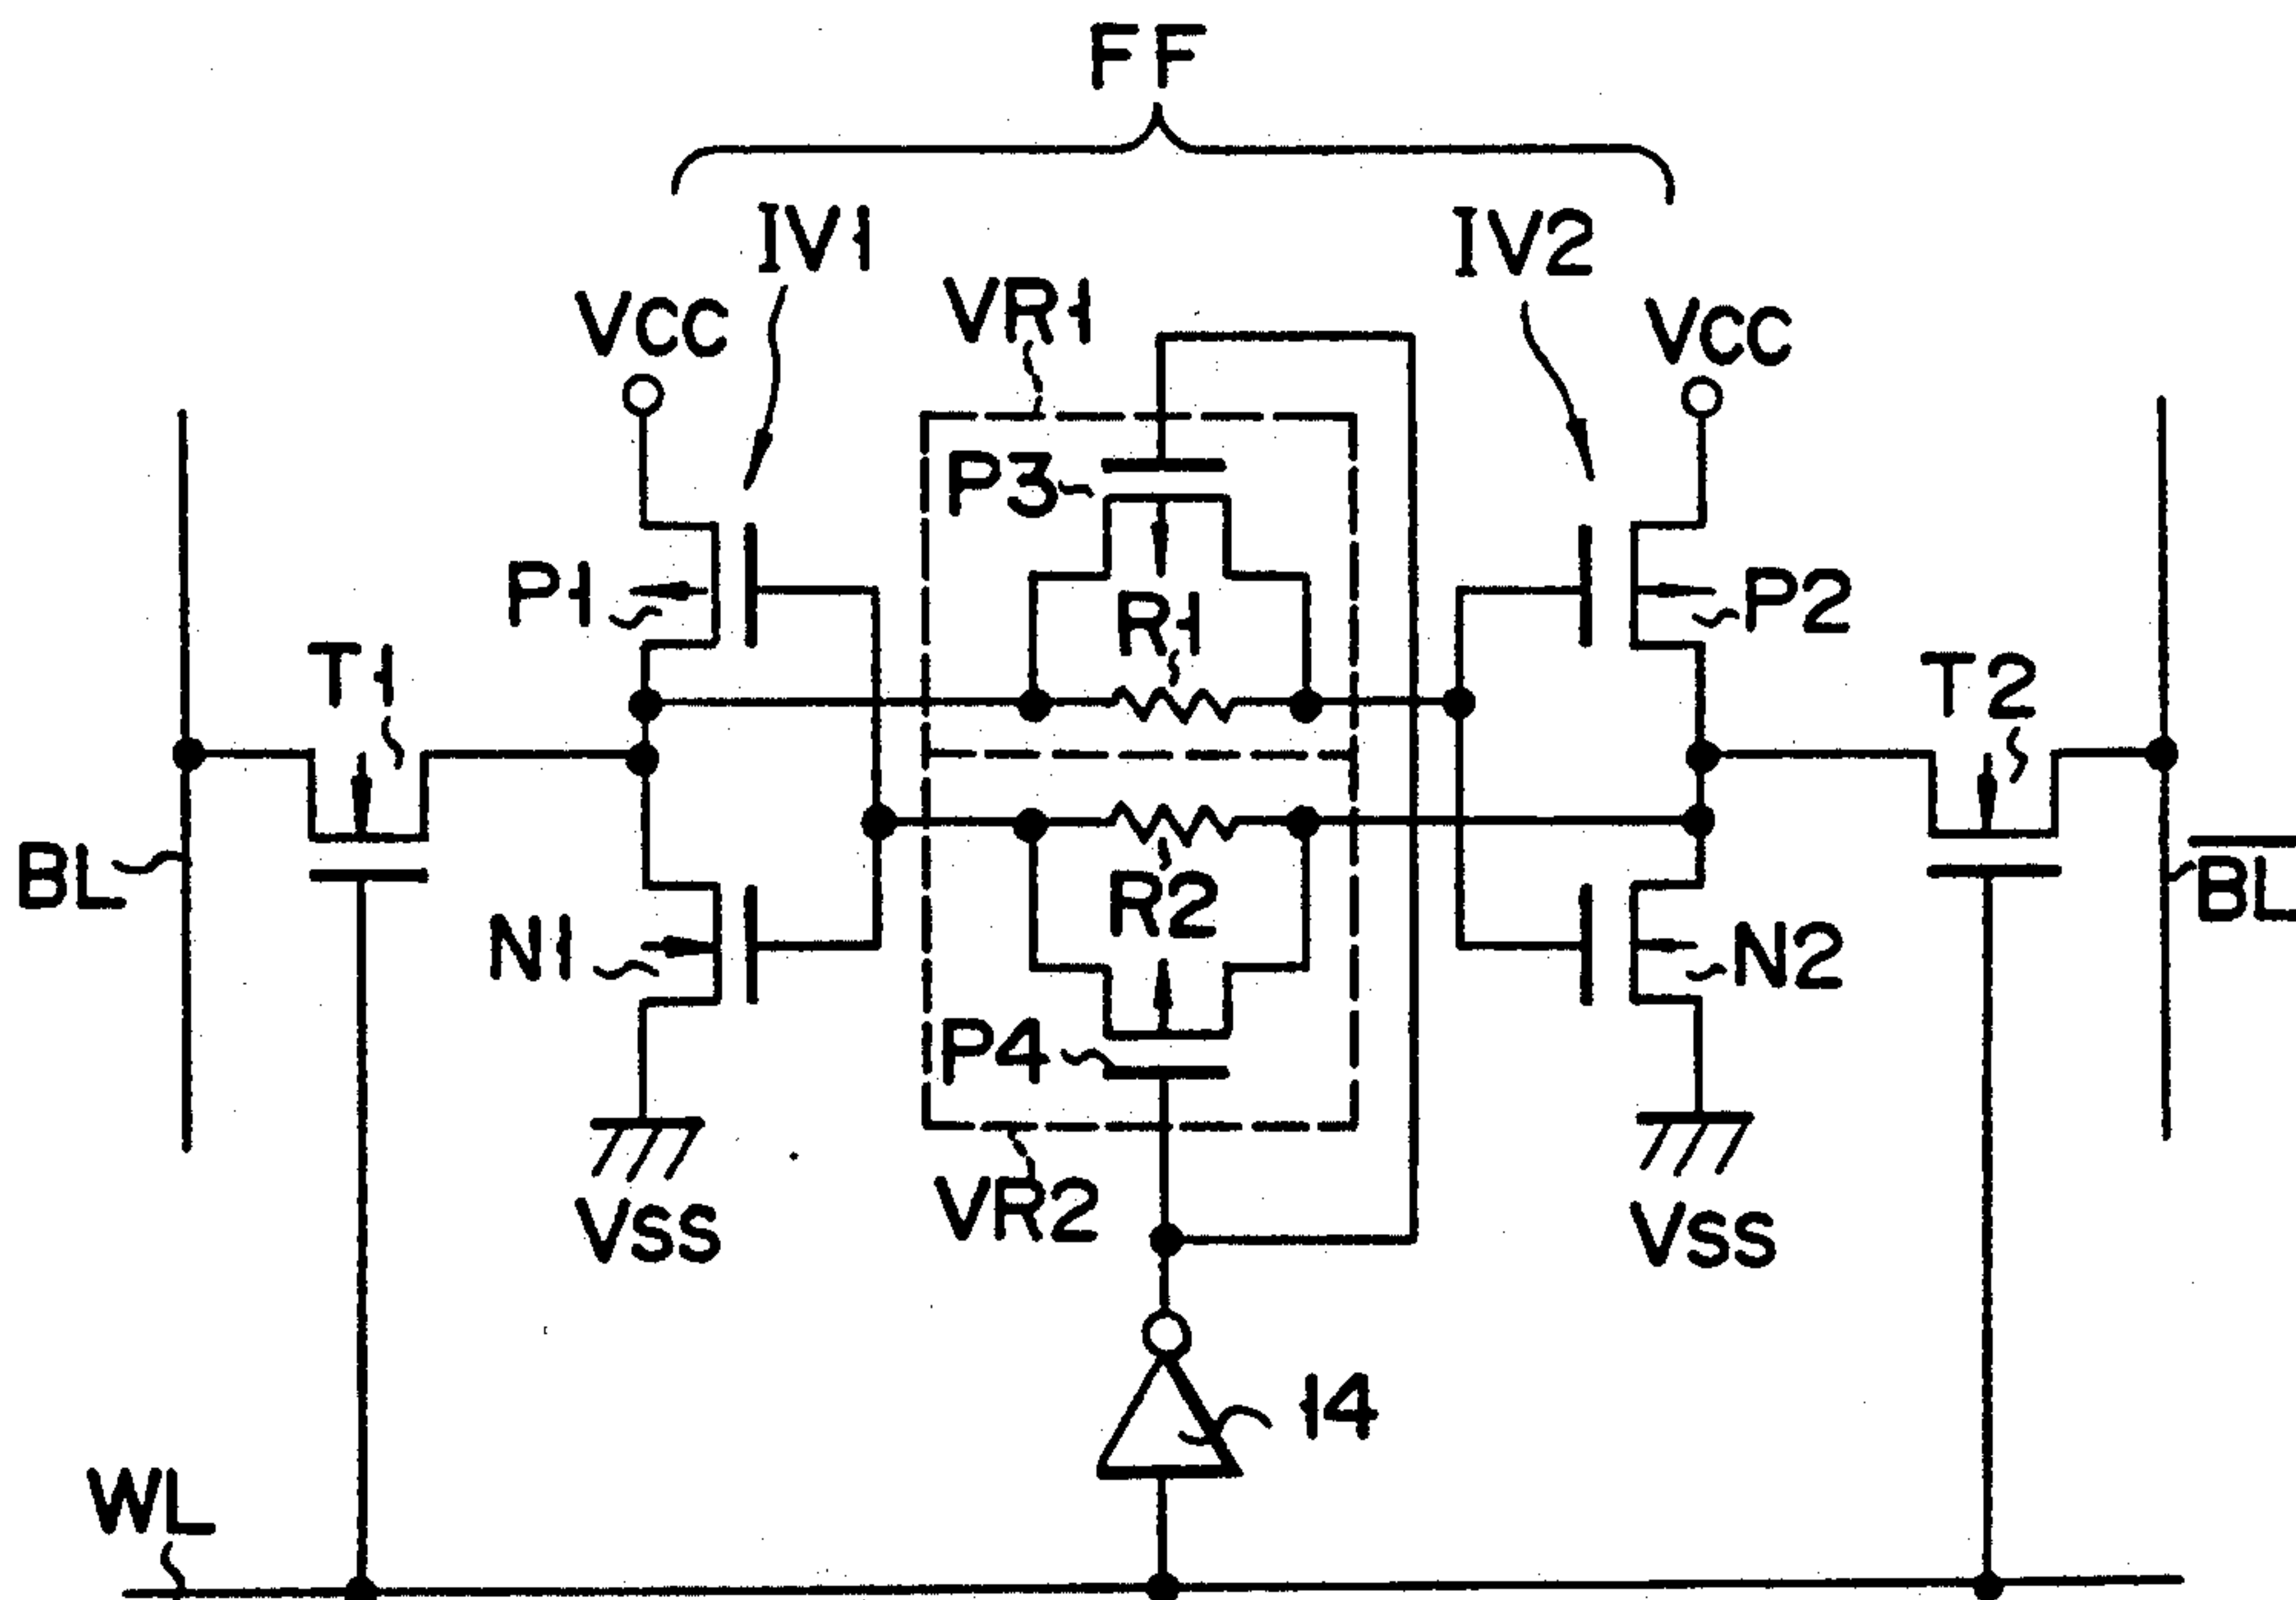 FF
IV1
IV2
VR1
VCC
VCC
P3
P1
R1
P2
T1
T2
BL
R2
B̅L̅
N1
N2
P4
VR2
VSS
VSS
14
WL